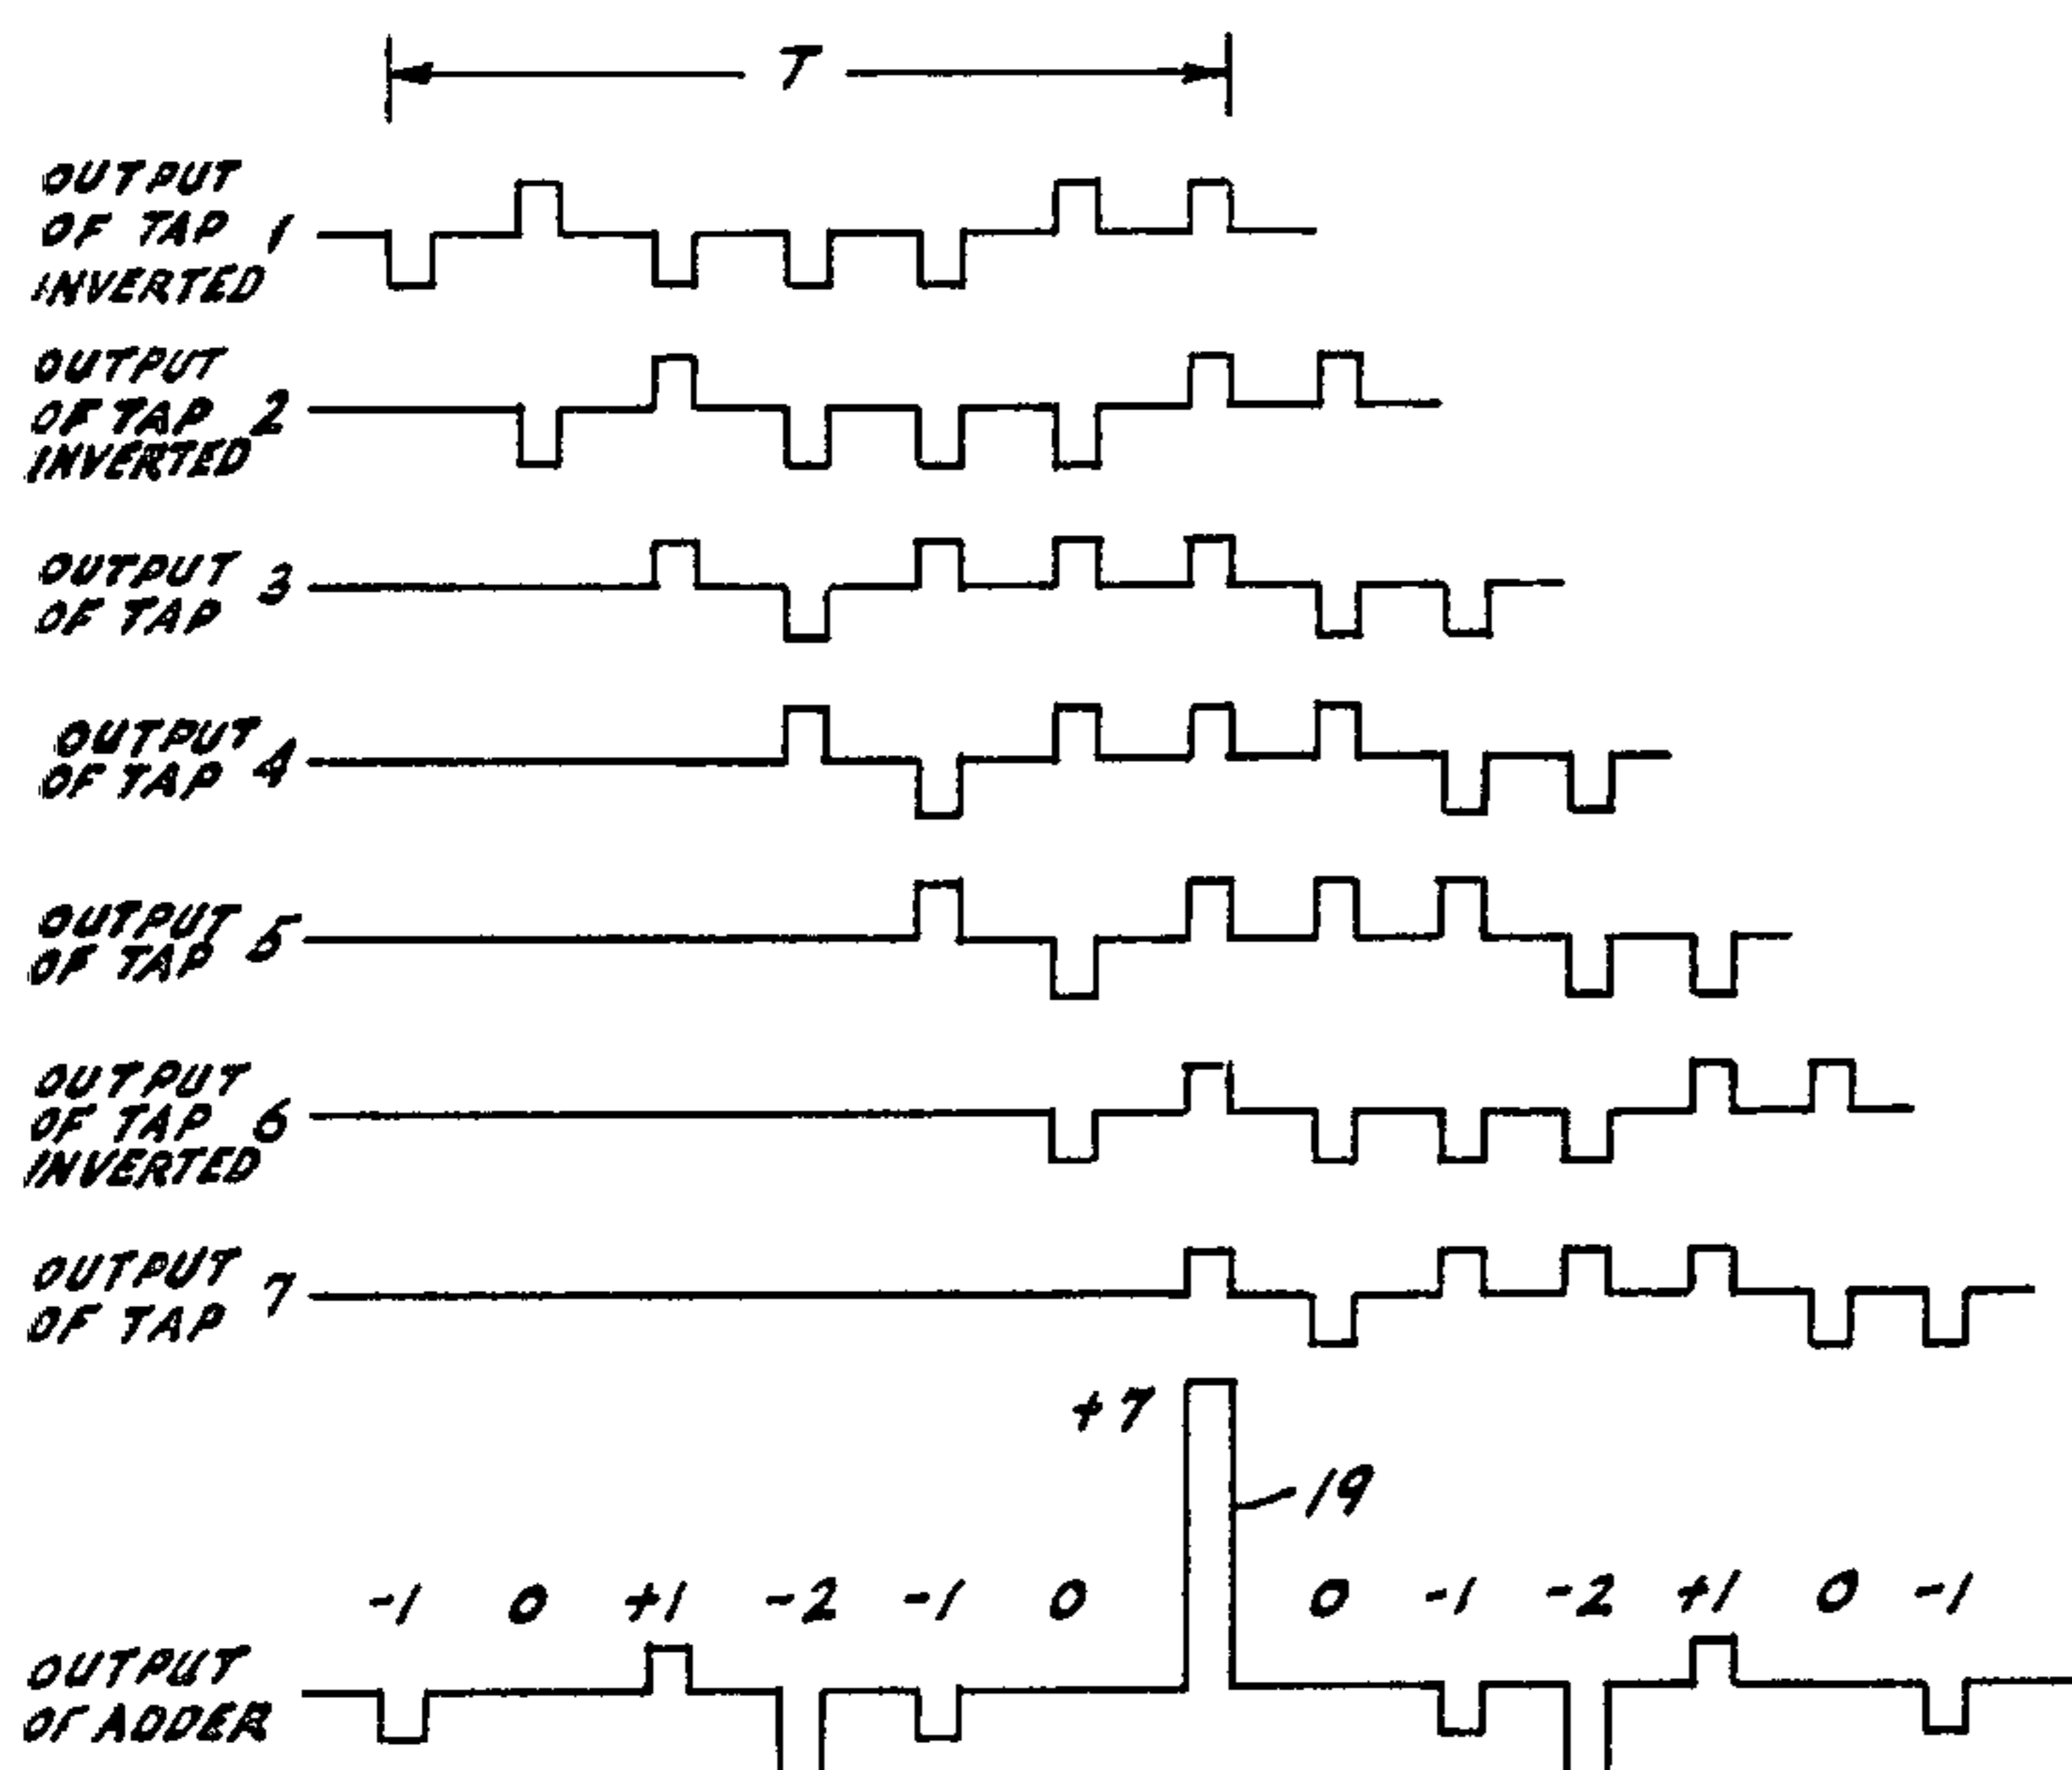 T
OUTPUT
OF TAP 1
INVERTED
OUTPUT
OF TAP 2
INVERTED
OUTPUT 3
OF TAP
OUTPUT 4
OF TAP
OUTPUT 5
OF TAP
OUTPUT
OF TAP 6
INVERTED
OUTPUT 7
OF TAP
+7
19
-1 0 +1 -2 -1 0 0 -1 -2 +1 0 -1
OUTPUT
OF ADDER